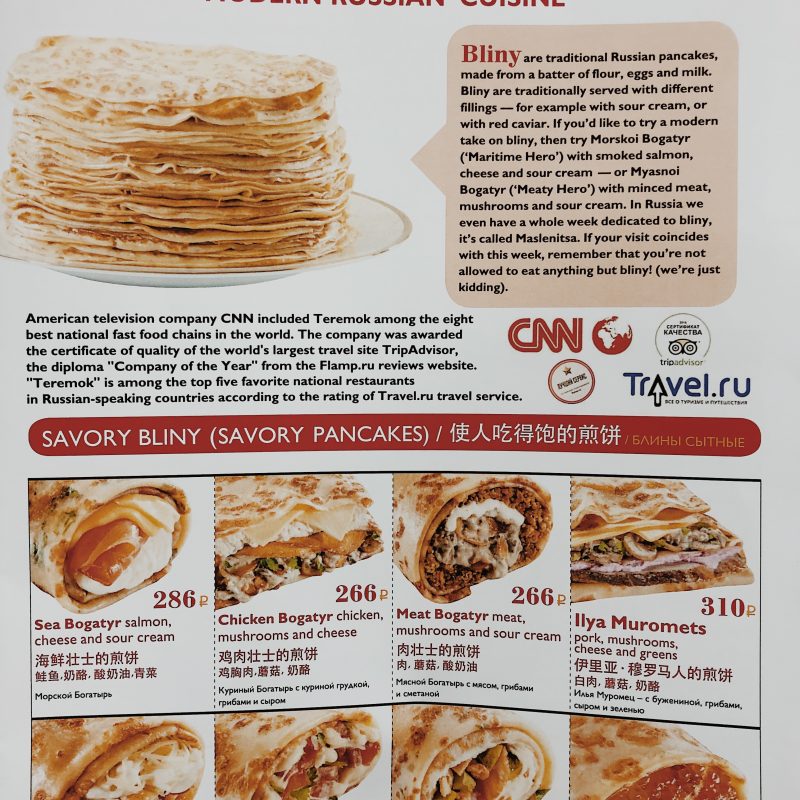 MODERN RUSSIAN CUISINE
Bliny are traditional Russian pancakes,
made from a batter of flour, eggs and milk.
Bliny are traditionally served with different
fillings — for example with sour cream, or
with red caviar. If you'd like to try a modern
take on bliny, then try Morskoi Bogatyr
('Maritime Hero') with smoked salmon,
cheese and sour cream — or Myasnoi
Bogatyr ('Meaty Hero') with minced meat,
mushrooms and sour cream. In Russia we
even have a whole week dedicated to bliny,
it's called Maslenitsa. If your visit coincides
with this week, remember that you're not
allowed to eat anything but bliny! (we're just
kidding).
American television company CNN included Teremok among the eight
best national fast food chains in the world. The company was awarded
the certificate of quality of the world's largest travel site TripAdvisor,
the diploma "Company of the Year" from the Flamp.ru reviews website.
"Teremok" is among the top five favorite national restaurants
in Russian-speaking countries according to the rating of Travel.ru travel service.
CNN
СЕРТИФИКАТ
КАЧЕСТВА
tripadvisor
ЛУЧШИЙ СЕРВИС
Travel.ru
ВСЕ О ТУРИЗМЕ И ПУТЕШЕСТВИЯХ
SAVORY BLINY (SAVORY PANCAKES) / 使人吃得饱的煎饼 / БЛИНЫ СЫТНЫЕ
286₽
Sea Bogatyr salmon,
cheese and sour cream
海鲜壮士的煎饼
鲑鱼,奶酪,酸奶油,青菜
Морской Богатырь
266₽
Chicken Bogatyr chicken,
mushrooms and cheese
鸡肉壮士的煎饼
鸡胸肉,蘑菇,奶酪
Куриный Богатырь с куриной грудкой,
грибами и сыром
266₽
Meat Bogatyr meat,
mushrooms and sour cream
肉壮士的煎饼
肉,蘑菇,酸奶油
Мясной Богатырь с мясом, грибами
и сметаной
310₽
Ilya Muromets
pork, mushrooms,
cheese and greens
伊里亚·穆罗马人的煎饼
白肉,蘑菇,奶酪
Илья Муромец – с бужениной, грибами,
сыром и зеленью